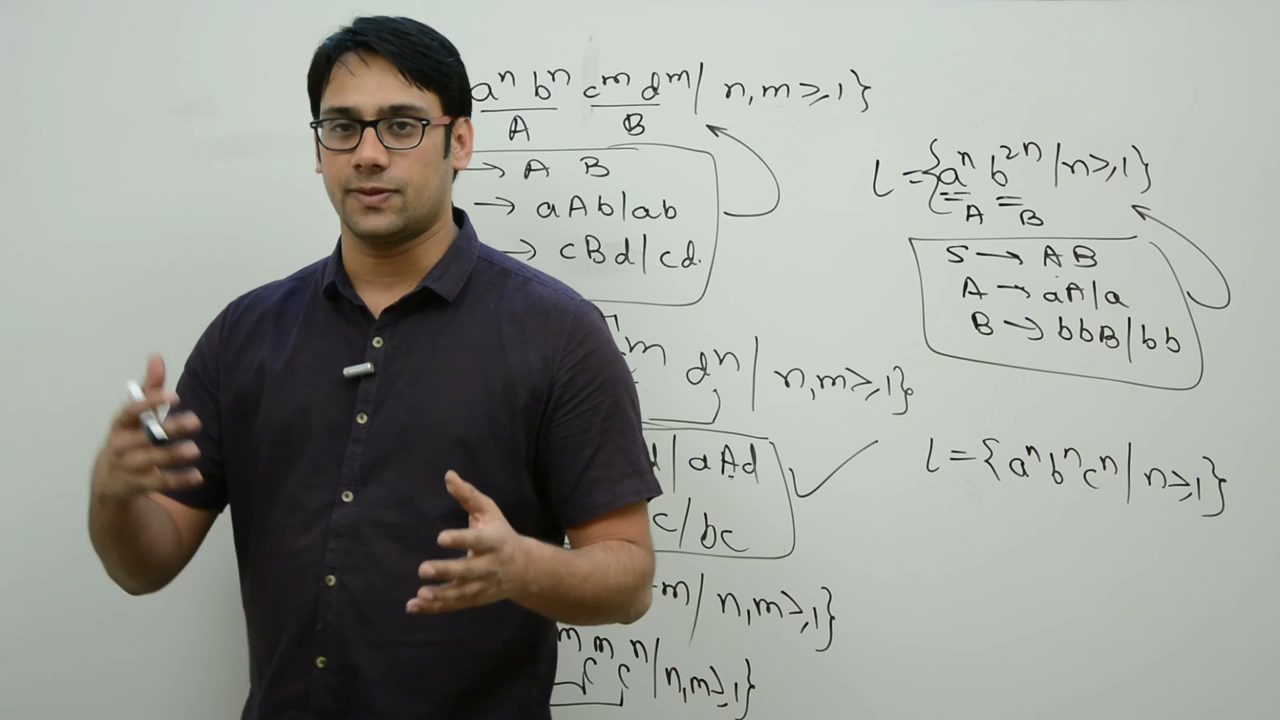 aⁿ bⁿ cᵐ dᵐ | n, m ≥, 1}
A B
→ A B
→ aAb | ab
→ cBd | cd.
m dⁿ | n, m ≥, 1}
| aAd
c / bc
m | n, m ≥, 1}
m m n | n, m ≥, 1}
L = {aⁿ b²ⁿ | n ≥, 1}
A B
S → AB
A → aA | a
B → bbB | bb
L = {aⁿ bⁿ cⁿ | n ≥, 1}